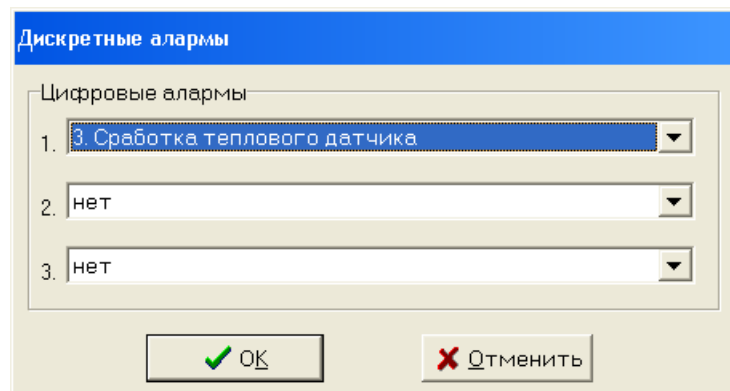 Дискретные алармы
Цифровые алармы
1. 3. Сработка теплового датчика
2. нет
3. нет
OK Отменить